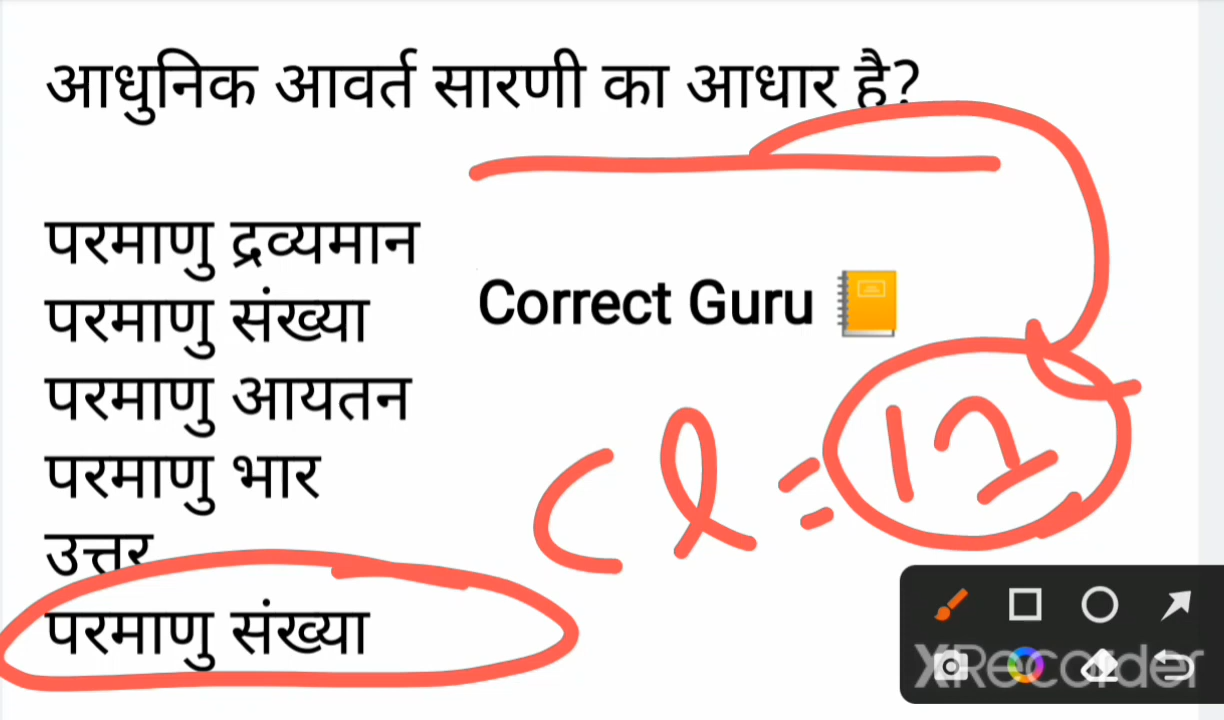 आधुनिक आवर्त सारणी का आधार है?
परमाणु द्रव्यमान
परमाणु संख्या
Correct Guru
परमाणु आयतन
परमाणु भार
Cl = 17
उत्तर
परमाणु संख्या
XRecorder